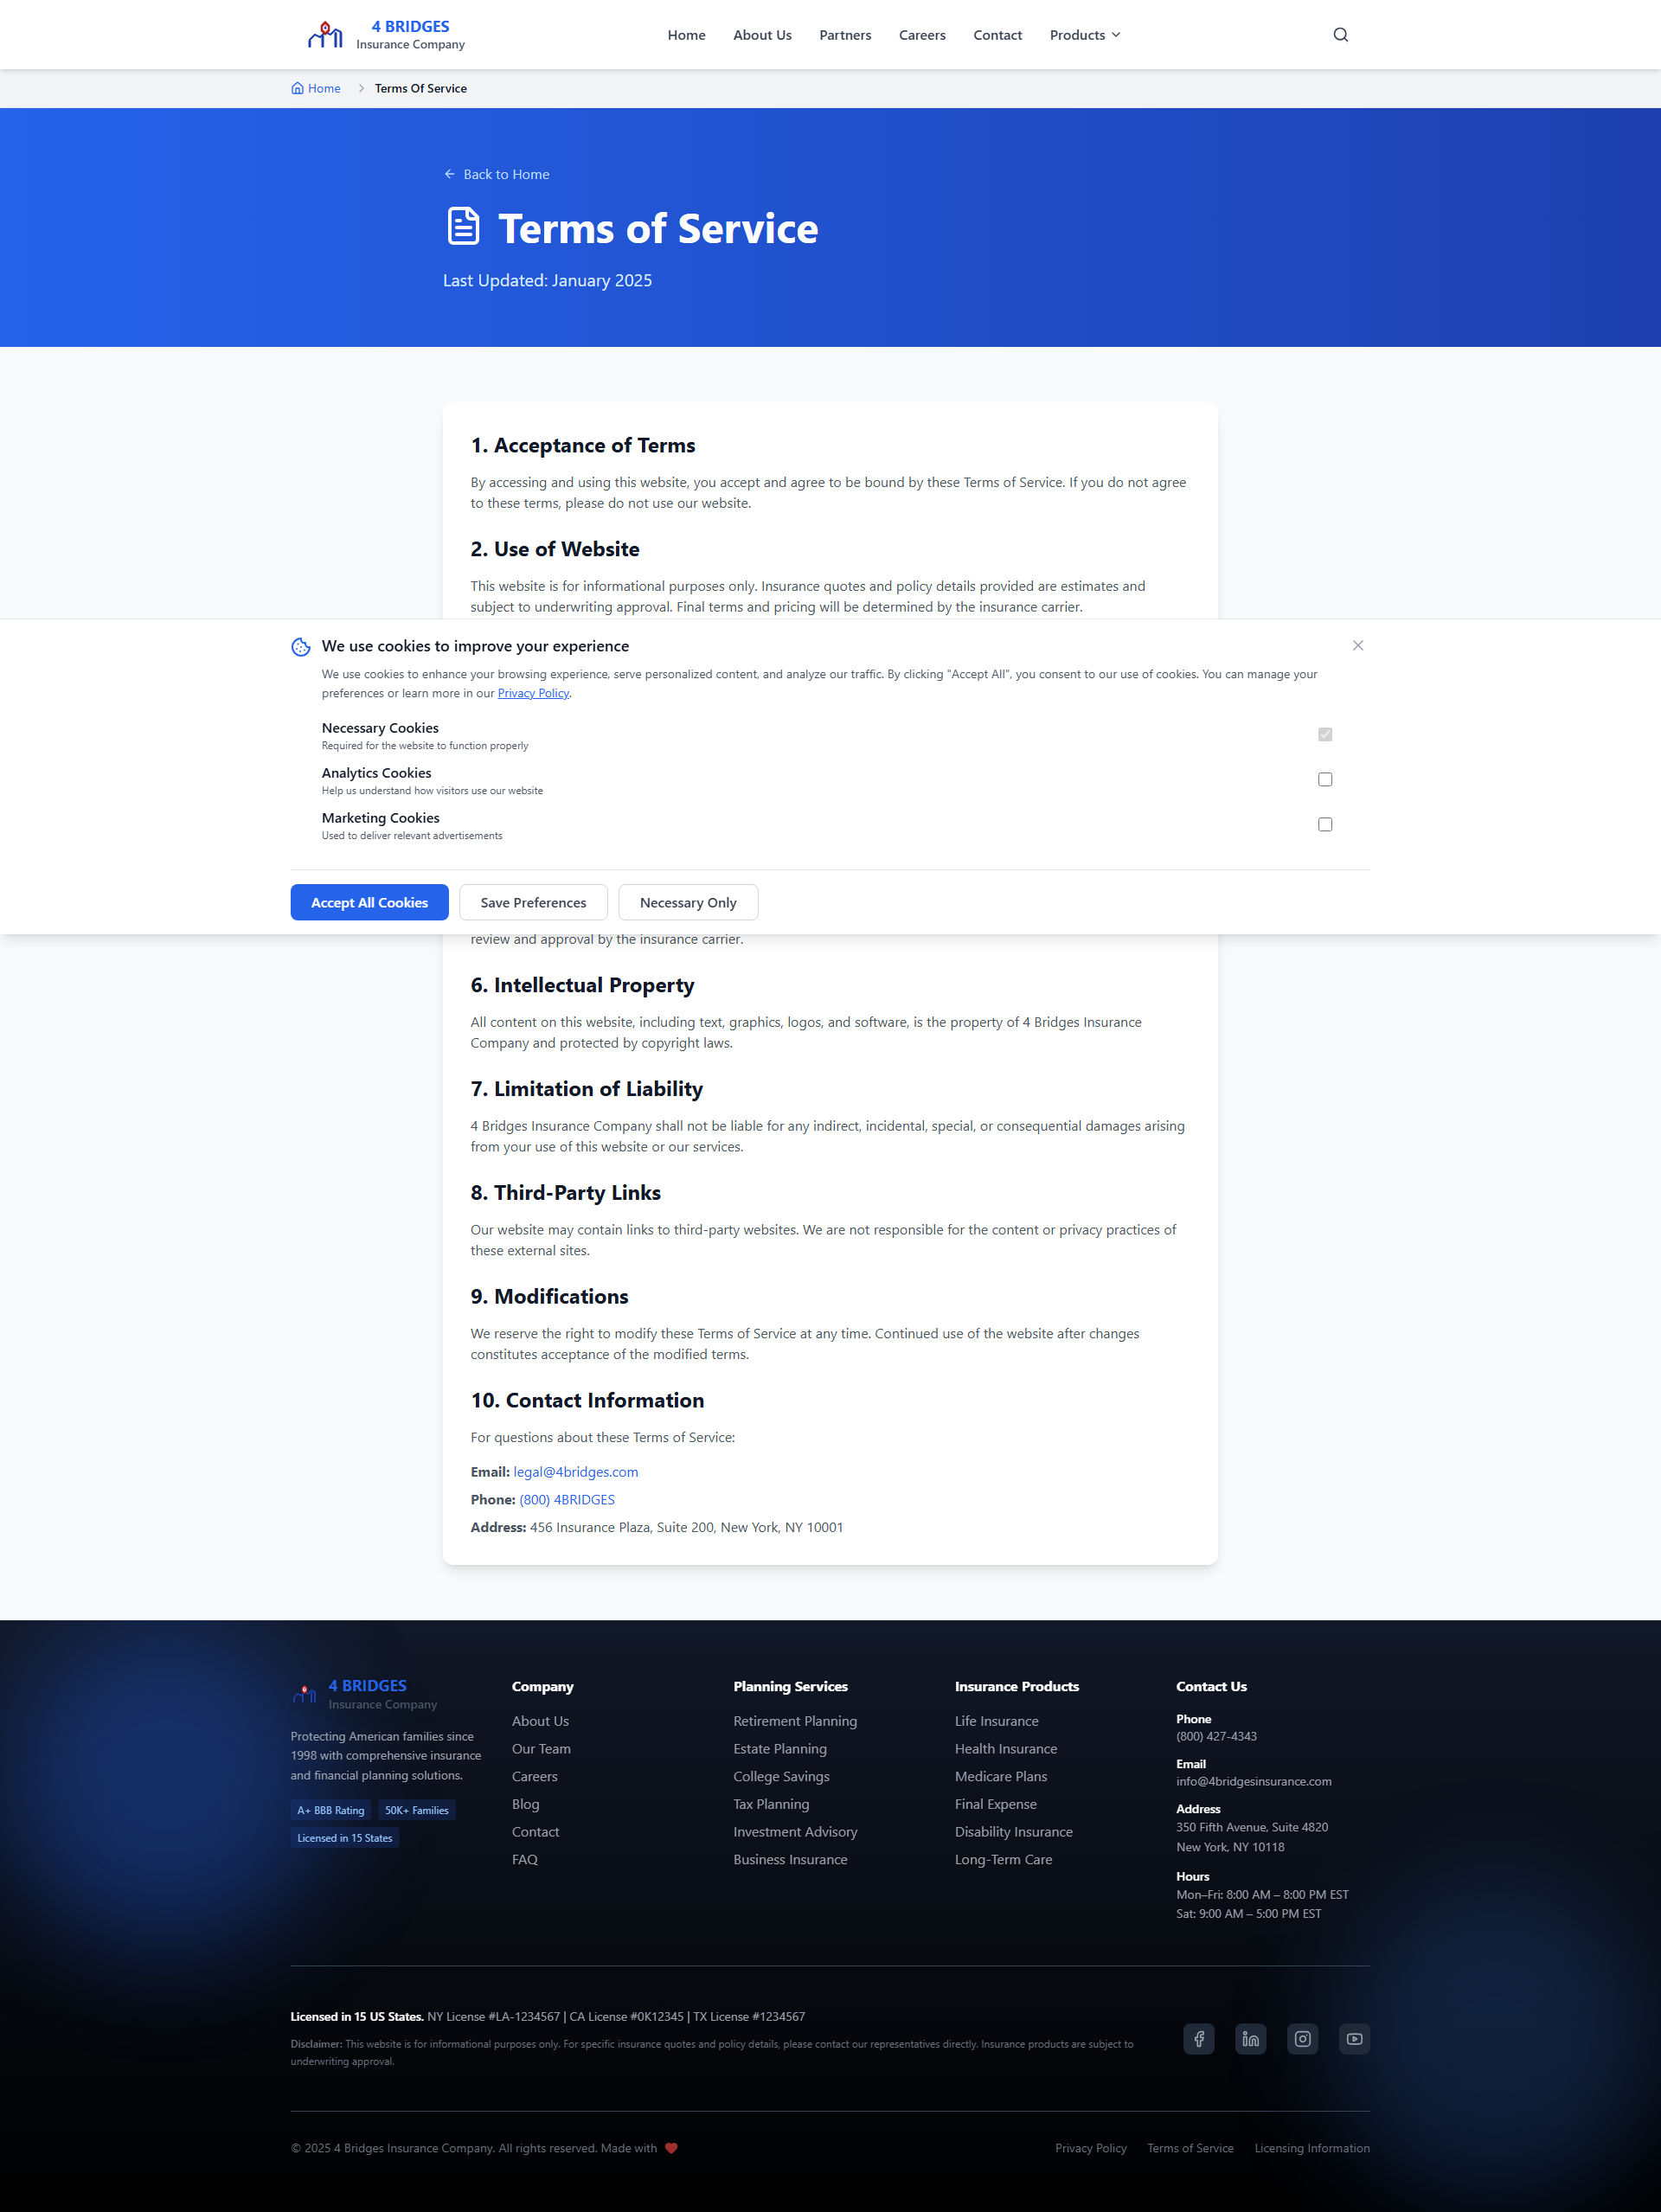 4 BRIDGES
Insurance Company
Home
About Us
Partners
Careers
Contact
Products
Home
Terms Of Service
Back to Home
Terms of Service
Last Updated: January 2025
1. Acceptance of Terms
By accessing and using this website, you accept and agree to be bound by these Terms of Service. If you do not agree
to these terms, please do not use our website.
2. Use of Website
This website is for informational purposes only. Insurance quotes and policy details provided are estimates and
subject to underwriting approval. Final terms and pricing will be determined by the insurance carrier.
We use cookies to improve your experience
We use cookies to enhance your browsing experience, serve personalized content, and analyze our traffic. By clicking "Accept All", you consent to our use of cookies. You can manage your
preferences or learn more in our Privacy Policy.
Necessary Cookies
Required for the website to function properly
Analytics Cookies
Help us understand how visitors use our website
Marketing Cookies
Used to deliver relevant advertisements
Accept All Cookies
Save Preferences
Necessary Only
review and approval by the insurance carrier.
6. Intellectual Property
All content on this website, including text, graphics, logos, and software, is the property of 4 Bridges Insurance
Company and protected by copyright laws.
7. Limitation of Liability
4 Bridges Insurance Company shall not be liable for any indirect, incidental, special, or consequential damages arising
from your use of this website or our services.
8. Third-Party Links
Our website may contain links to third-party websites. We are not responsible for the content or privacy practices of
these external sites.
9. Modifications
We reserve the right to modify these Terms of Service at any time. Continued use of the website after changes
constitutes acceptance of the modified terms.
10. Contact Information
For questions about these Terms of Service:
Email: legal@4bridges.com
Phone: (800) 4BRIDGES
Address: 456 Insurance Plaza, Suite 200, New York, NY 10001
4 BRIDGES
Insurance Company
Protecting American families since
1998 with comprehensive insurance
and financial planning solutions.
A+ BBB Rating
50K+ Families
Licensed in 15 States
Company
About Us
Our Team
Careers
Blog
Contact
FAQ
Planning Services
Retirement Planning
Estate Planning
College Savings
Tax Planning
Investment Advisory
Business Insurance
Insurance Products
Life Insurance
Health Insurance
Medicare Plans
Final Expense
Disability Insurance
Long-Term Care
Contact Us
Phone
(800) 427-4343
Email
info@4bridgesinsurance.com
Address
350 Fifth Avenue, Suite 4820
New York, NY 10118
Hours
Mon–Fri: 8:00 AM – 8:00 PM EST
Sat: 9:00 AM – 5:00 PM EST
Licensed in 15 US States. NY License #LA-1234567 | CA License #0K12345 | TX License #1234567
Disclaimer: This website is for informational purposes only. For specific insurance quotes and policy details, please contact our representatives directly. Insurance products are subject to
underwriting approval.
© 2025 4 Bridges Insurance Company. All rights reserved. Made with
Privacy Policy
Terms of Service
Licensing Information